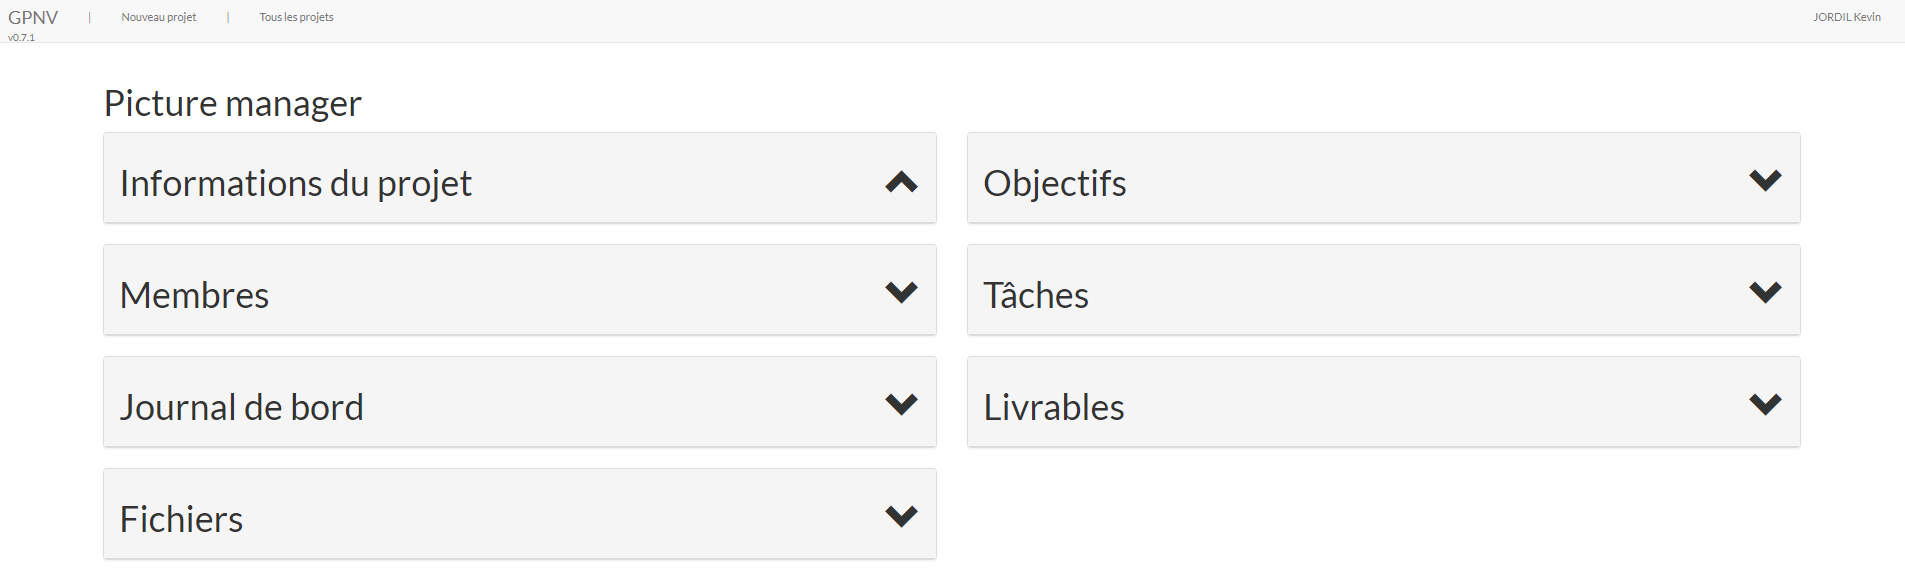 GPNV | Nouveau projet | Tous les projets JORDIL Kevin
v0.7.1
Picture manager
Informations du projet
Objectifs
Membres
Tâches
Journal de bord
Livrables
Fichiers